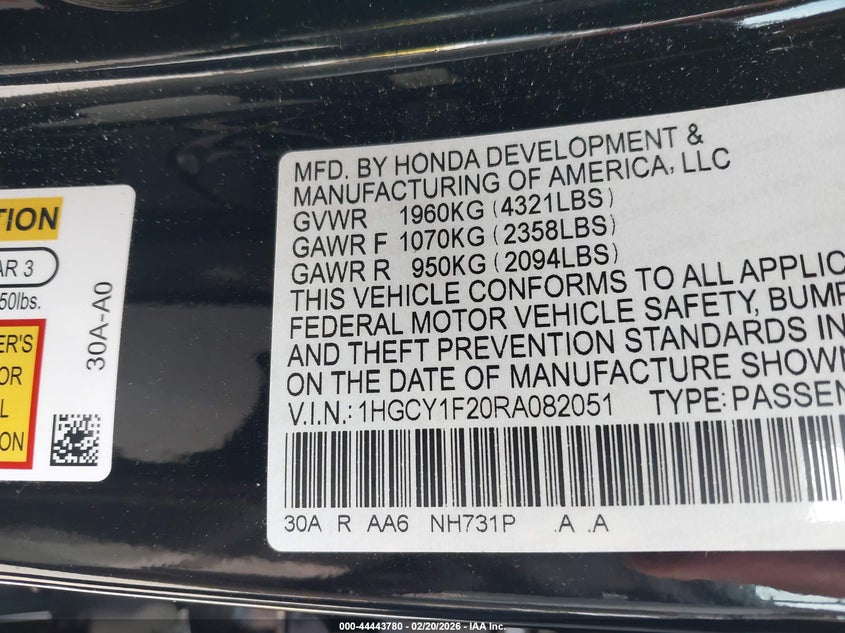 TION
AR 3
50lbs.
ER'S
OR
L
ION
30A-A0
MFD. BY HONDA DEVELOPMENT &
MANUFACTURING OF AMERICA, LLC
GVWR 1960KG (4321LBS)
GAWR F 1070KG (2358LBS)
GAWR R 950KG (2094LBS)
THIS VEHICLE CONFORMS TO ALL APPLIC
FEDERAL MOTOR VEHICLE SAFETY, BUMP
AND THEFT PREVENTION STANDARDS IN
ON THE DATE OF MANUFACTURE SHOWN
V.I.N.: 1HGCY1F20RA082051 TYPE: PASSEN
30A R AA6 NH731P .A .A
000-44443780 - 02/20/2026 - IAA Inc.